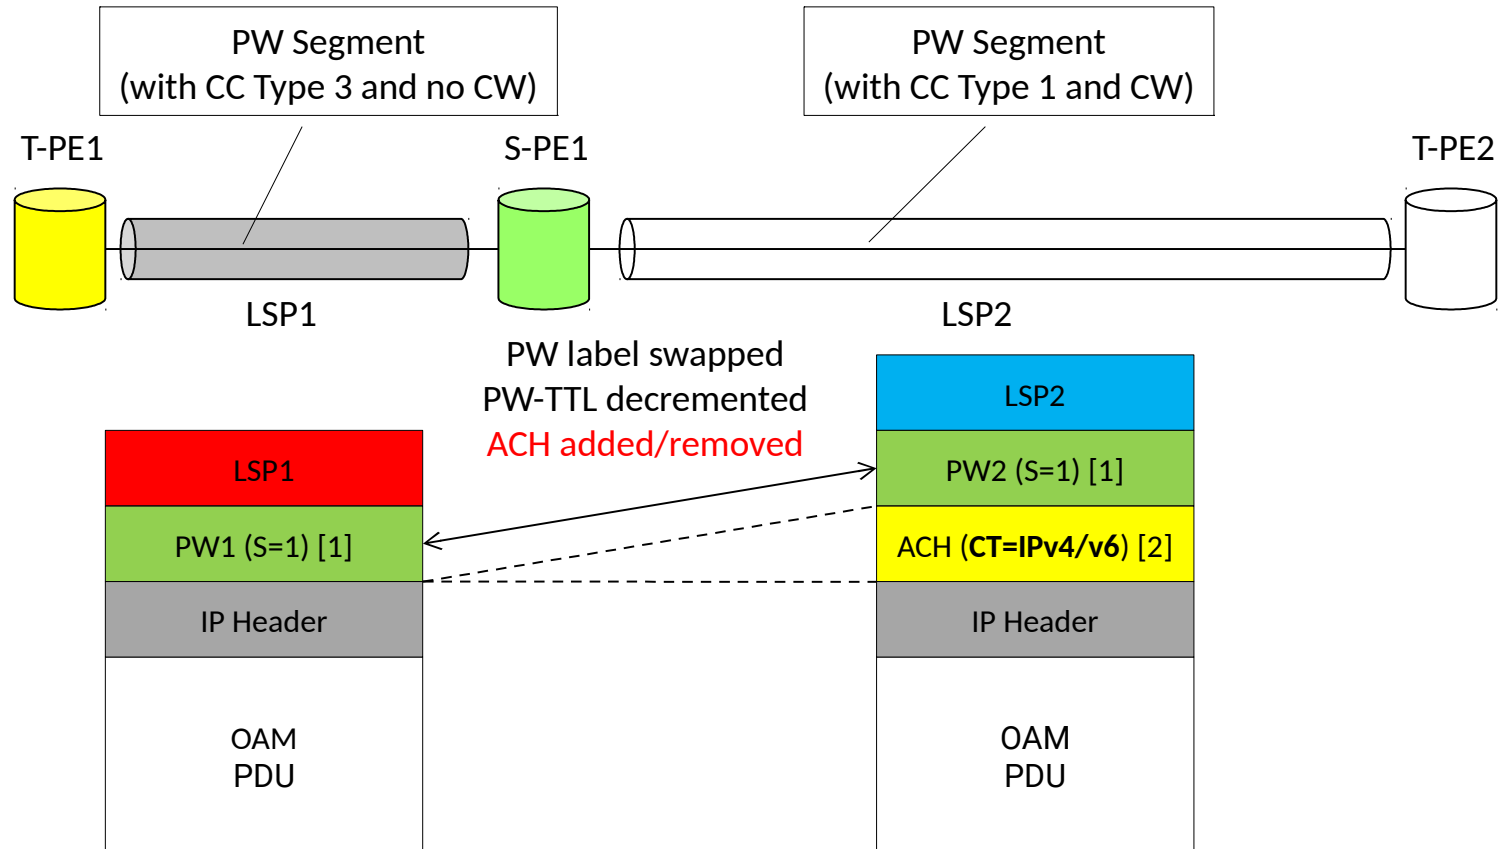 PW Segment
(with CC Type 3 and no CW)
PW Segment
(with CC Type 1 and CW)
T-PE1
S-PE1
T-PE2
LSP1
LSP2
PW label swapped
PW-TTL decremented
ACH added/removed
LSP1
PW1 (S=1) [1]
IP Header
OAM
PDU
LSP2
PW2 (S=1) [1]
ACH (CT=IPv4/v6) [2]
IP Header
OAM
PDU